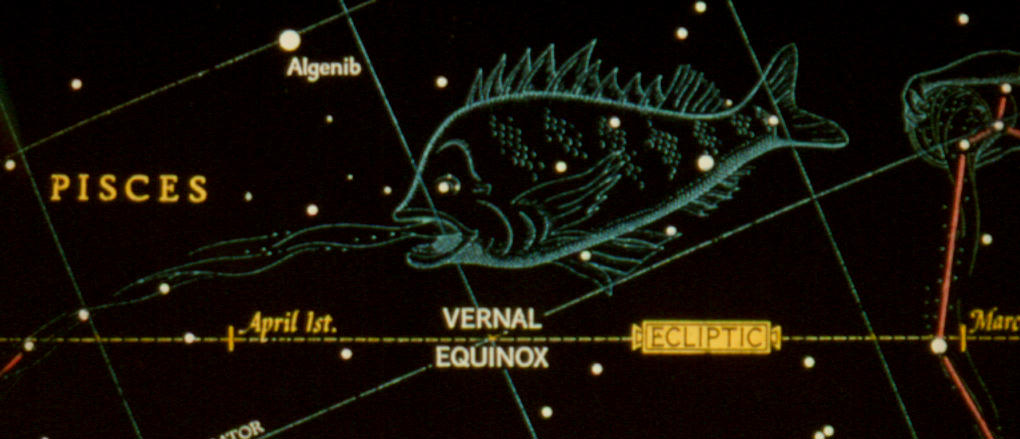 Algenib
PISCES
April 1st.
VERNAL
EQUINOX
ECLIPTIC